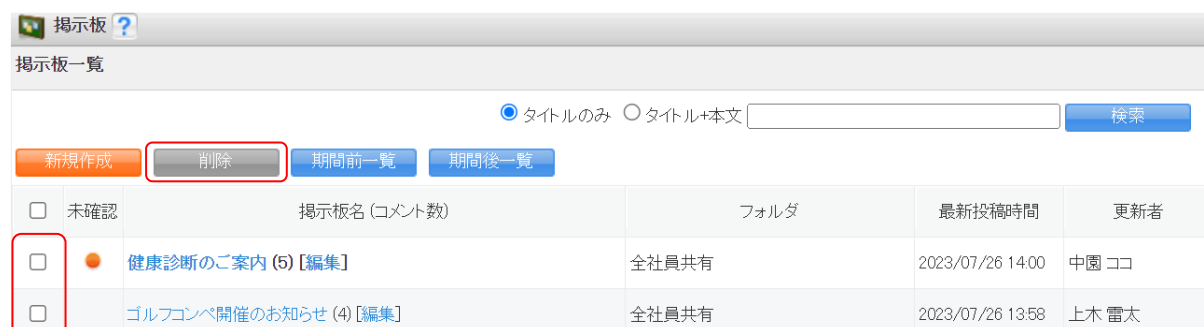 掲示板 ?
掲示板一覧
タイトルのみ タイトル+本文 検索
新規作成 削除 期間前一覧 期間後一覧
未確認 掲示板名 (コメント数) フォルダ 最新投稿時間 更新者
健康診断のご案内 (5) [編集] 全社員共有 2023/07/26 14:00 中園 ココ
ゴルフコンペ開催のお知らせ (4) [編集] 全社員共有 2023/07/26 13:58 上木 雷太